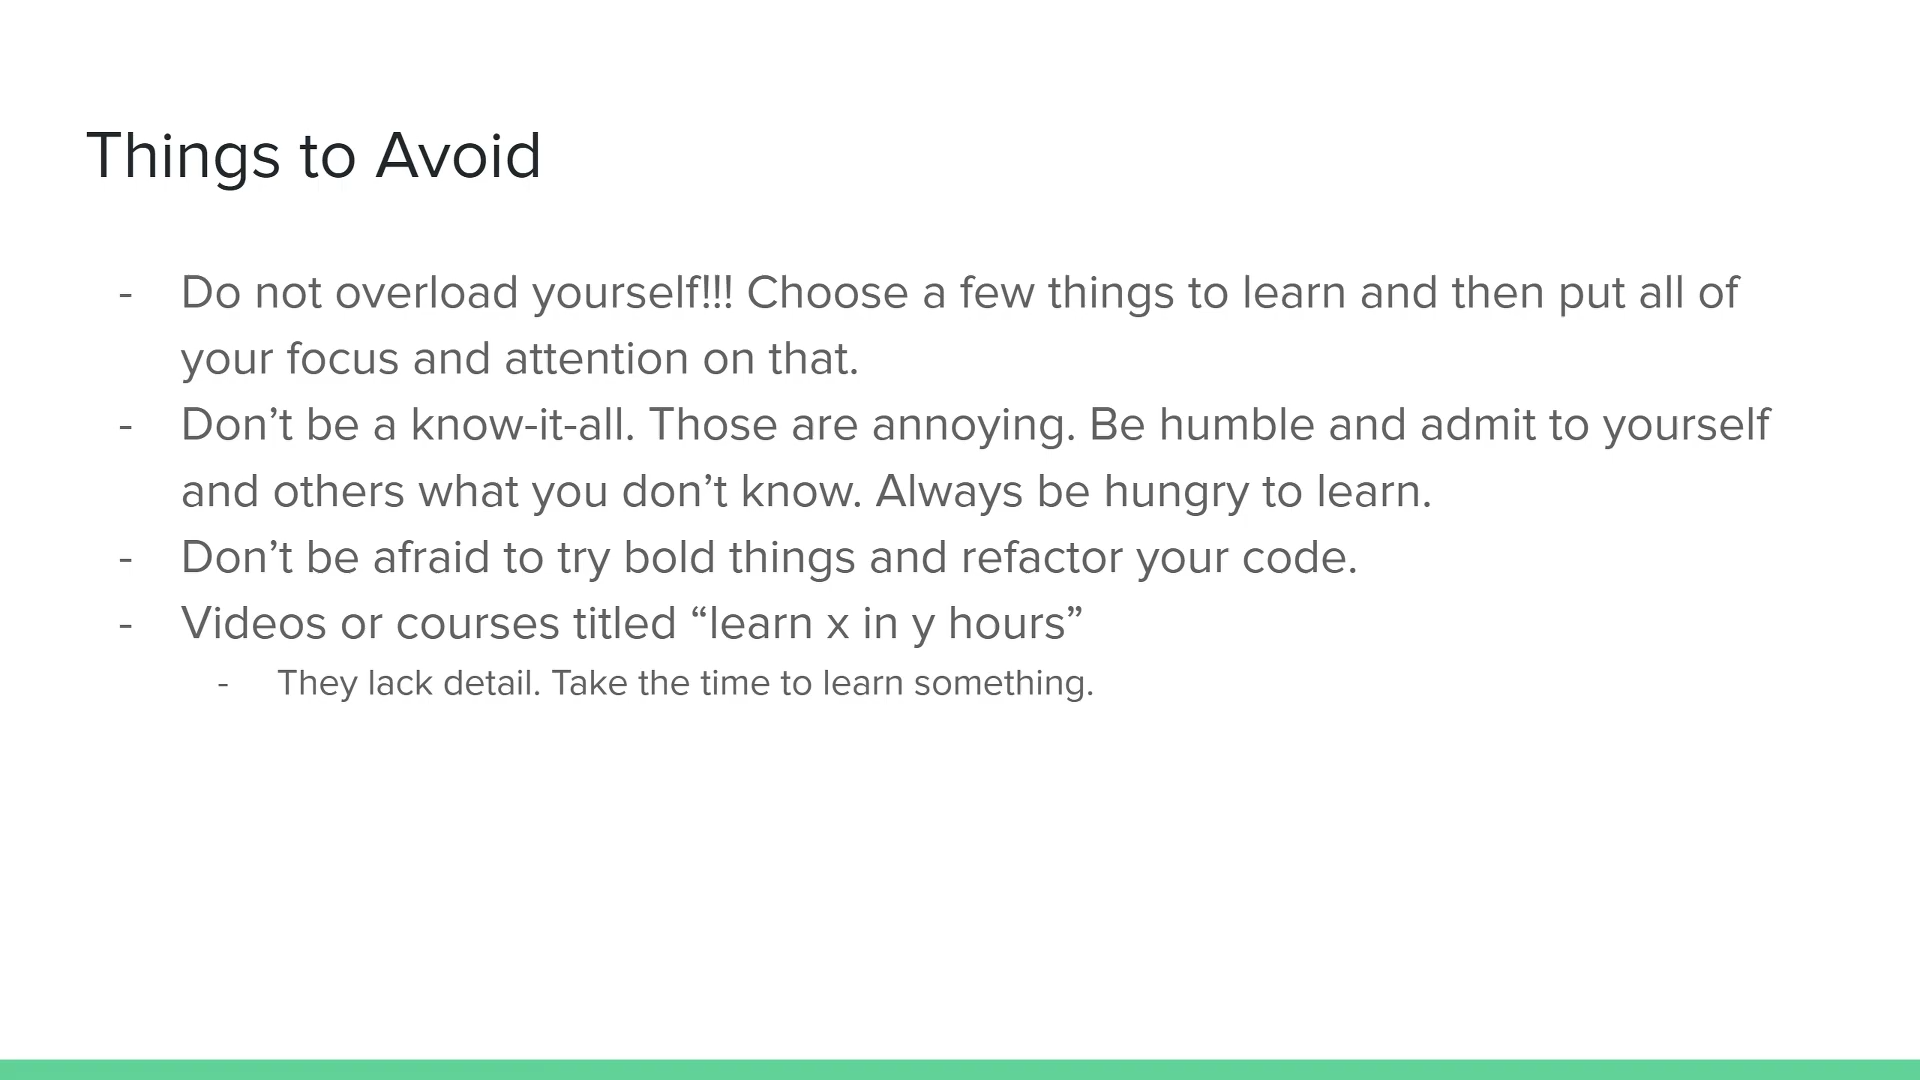 Things to Avoid
- Do not overload yourself!!! Choose a few things to learn and then put all of
your focus and attention on that.
- Don’t be a know-it-all. Those are annoying. Be humble and admit to yourself
and others what you don’t know. Always be hungry to learn.
- Don’t be afraid to try bold things and refactor your code.
- Videos or courses titled “learn x in y hours”
- They lack detail. Take the time to learn something.